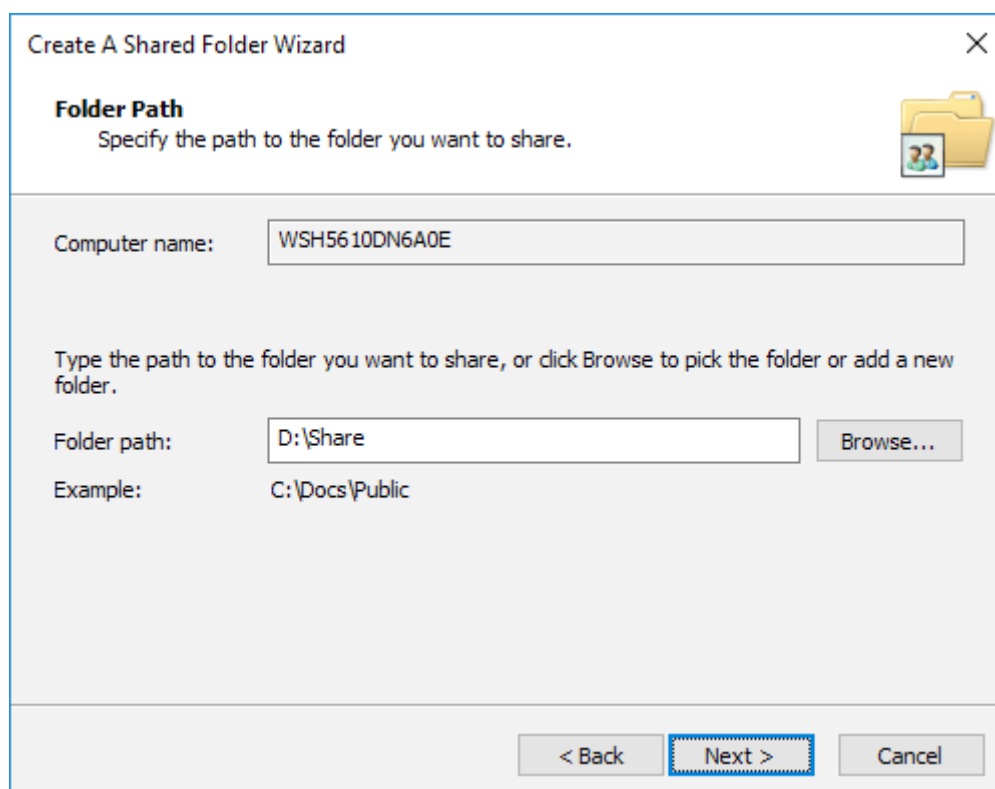 Create A Shared Folder Wizard
Folder Path
Specify the path to the folder you want to share.
Computer name:
WSH5610DN6A0E
Type the path to the folder you want to share, or click Browse to pick the folder or add a new
folder.
Folder path:
D:\Share
Browse...
Example:
C:\Docs\Public
< Back
Next >
Cancel